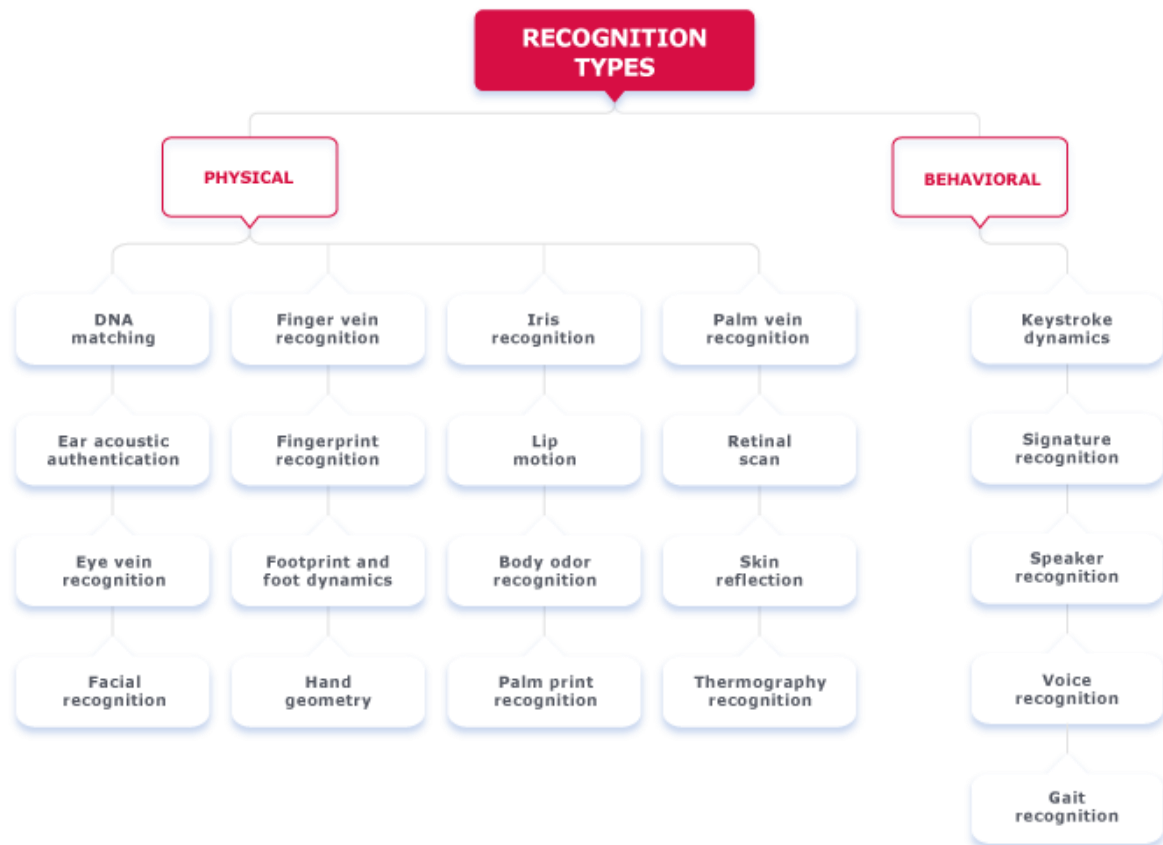 RECOGNITION
TYPES
PHYSICAL
BEHAVIORAL
DNA
matching
Finger vein
recognition
Iris
recognition
Palm vein
recognition
Keystroke
dynamics
Ear acoustic
authentication
Fingerprint
recognition
Lip
motion
Retinal
scan
Signature
recognition
Eye vein
recognition
Footprint and
foot dynamics
Body odor
recognition
Skin
reflection
Speaker
recognition
Facial
recognition
Hand
geometry
Palm print
recognition
Thermography
recognition
Voice
recognition
Gait
recognition